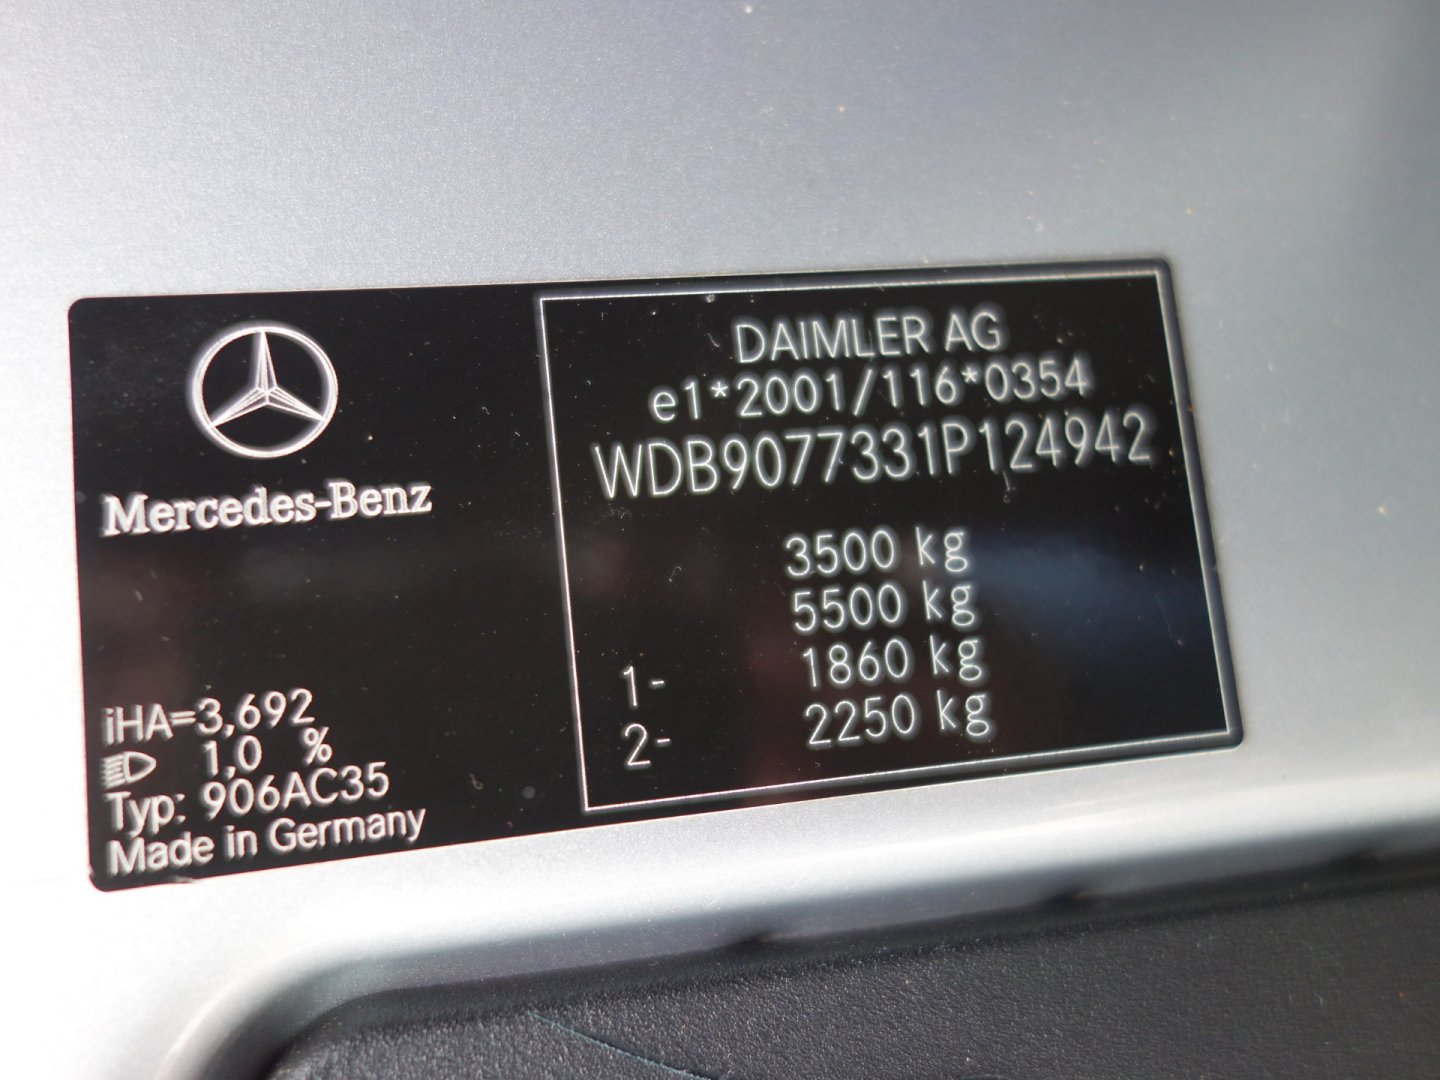 Mercedes-Benz
iHA=3,692
1,0 %
Typ: 906AC35
Made in Germany
DAIMLER AG
e1*2001/116*0354
WDB9077331P124942
3500 kg
5500 kg
1- 1860 kg
2- 2250 kg